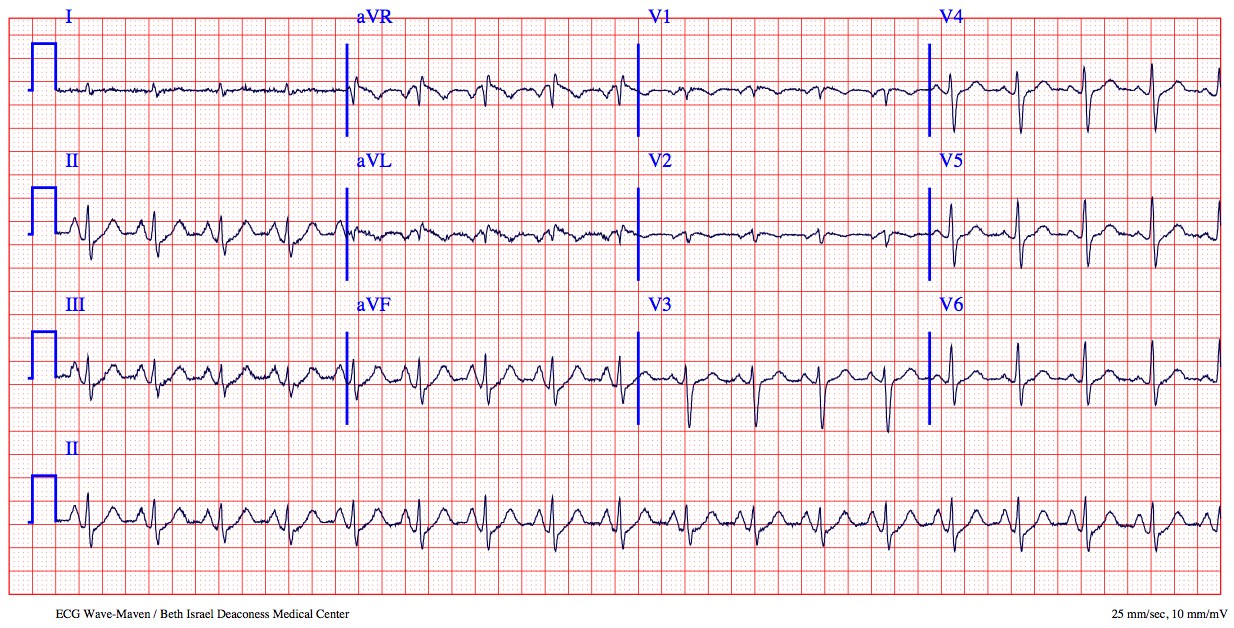 I aVR V1 V4
II aVL V2 V5
III aVF V3 V6
II
ECG Wave-Maven / Beth Israel Deaconess Medical Center 25 mm/sec, 10 mm/mV